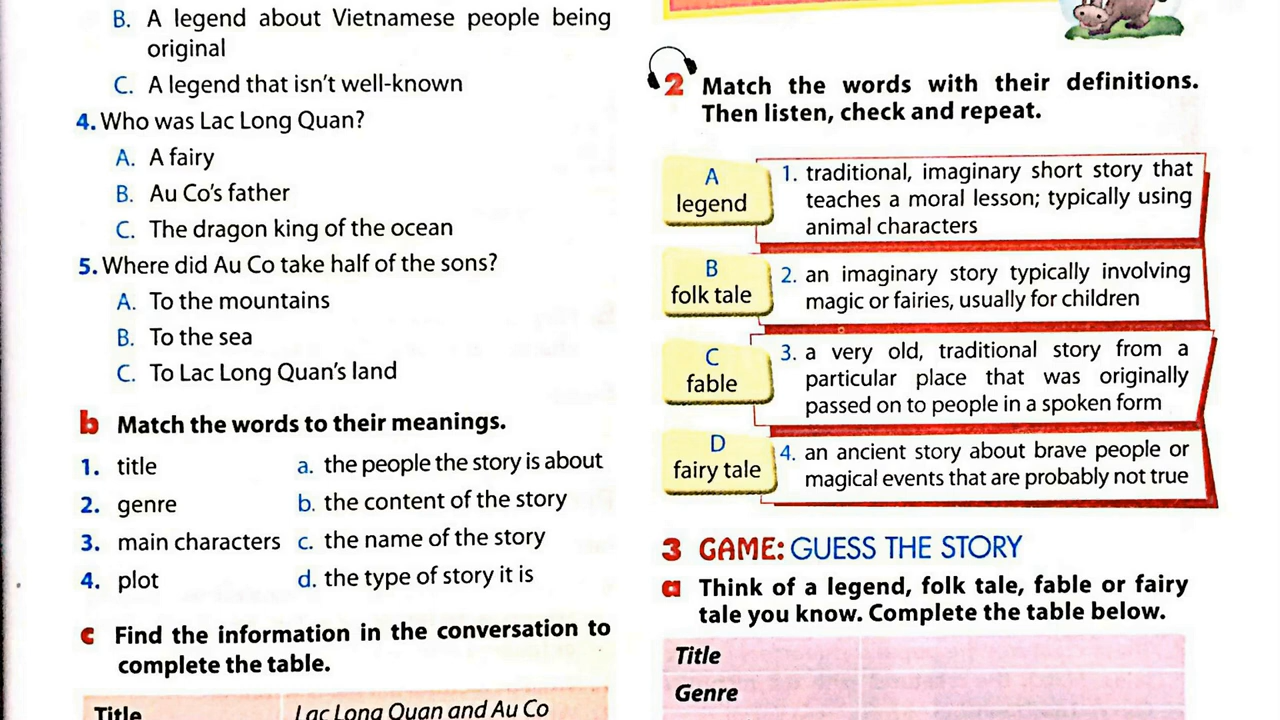 B. A legend about Vietnamese people being
original
C. A legend that isn't well-known
4. Who was Lac Long Quan?
A. A fairy
B. Au Co's father
C. The dragon king of the ocean
5. Where did Au Co take half of the sons?
A. To the mountains
B. To the sea
C. To Lac Long Quan's land
b Match the words to their meanings.
1. title a. the people the story is about
2. genre b. the content of the story
3. main characters c. the name of the story
4. plot d. the type of story it is
c Find the information in the conversation to
complete the table.
Title Lac Long Quan and Au Co
2 Match the words with their definitions.
Then listen, check and repeat.
A
legend
1. traditional, imaginary short story that
teaches a moral lesson; typically using
animal characters
B
folk tale
2. an imaginary story typically involving
magic or fairies, usually for children
C
fable
3. a very old, traditional story from a
particular place that was originally
passed on to people in a spoken form
D
fairy tale
4. an ancient story about brave people or
magical events that are probably not true
3 GAME: GUESS THE STORY
a Think of a legend, folk tale, fable or fairy
tale you know. Complete the table below.
Title
Genre